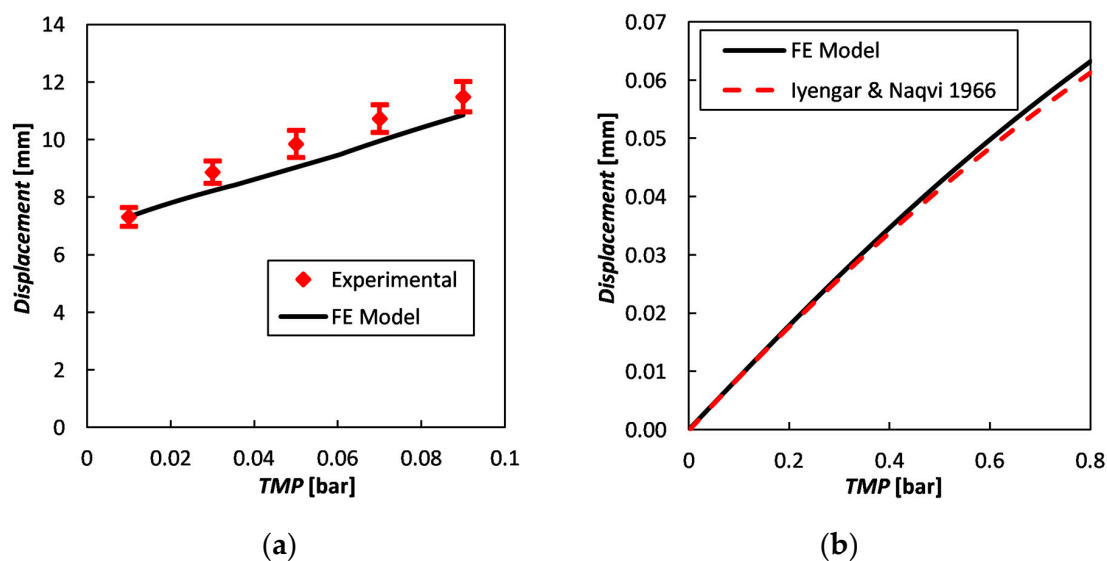 14
12
10
8
6
4
2
0
Displacement [mm]
Experimental
FE Model
0 0.02 0.04 0.06 0.08 0.1
TMP [bar]
(a)
0.07
0.06
0.05
0.04
0.03
0.02
0.01
0.00
Displacement [mm]
FE Model
Iyengar & Naqvi 1966
0 0.2 0.4 0.6 0.8
TMP [bar]
(b)